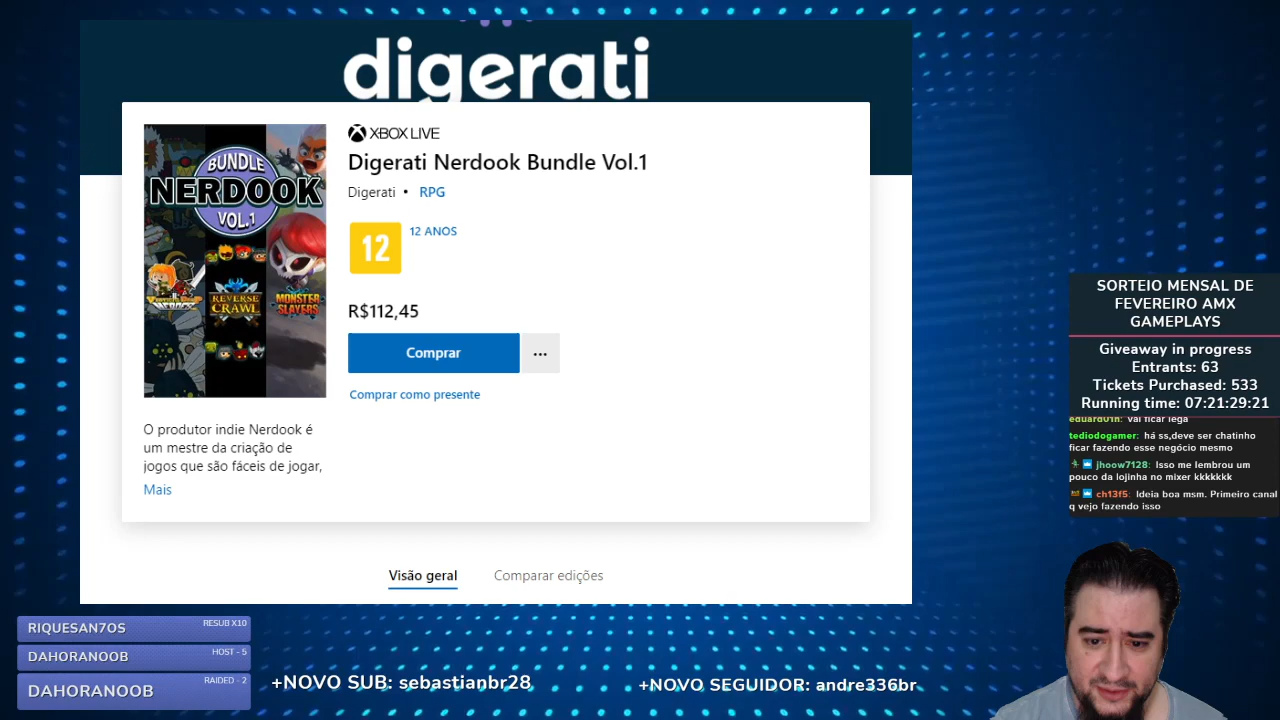 digerati
BUNDLE
NERDOOK
VOL.1
REVERSE
CRAWL
MONSTER
SLAYERS
XBOX LIVE
Digerati Nerdook Bundle Vol.1
Digerati • RPG
12
12 ANOS
R$112,45
Comprar
...
Comprar como presente
O produtor indie Nerdook é
um mestre da criação de
jogos que são fáceis de jogar,
Mais
Visão geral
Comparar edições
SORTEIO MENSAL DE
FEVEREIRO AMX
GAMEPLAYS
Giveaway in progress
Entrants: 63
Tickets Purchased: 533
Running time: 07:21:29:21
eduard01h: vai ficar lega
tediodogamer: há ss,deve ser chatinho
ficar fazendo esse negócio mesmo
jhoow7128: Isso me lembrou um
pouco da lojinha no mixer kkkkkkk
ch13f5: Ideia boa msm. Primeiro canal
q vejo fazendo isso
RIQUESAN7OS
RESUB X10
DAHORANOOB
HOST - 5
DAHORANOOB
RAIDED - 2
+NOVO SUB: sebastianbr28
+NOVO SEGUIDOR: andre336br